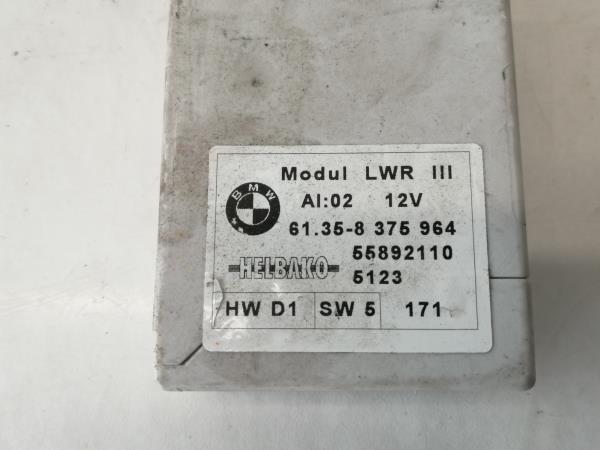 BMW
Modul LWR III
AI:02 12V
61.35-8 375 964
55892110
HELBAKO
5123
HW D1 SW 5 171